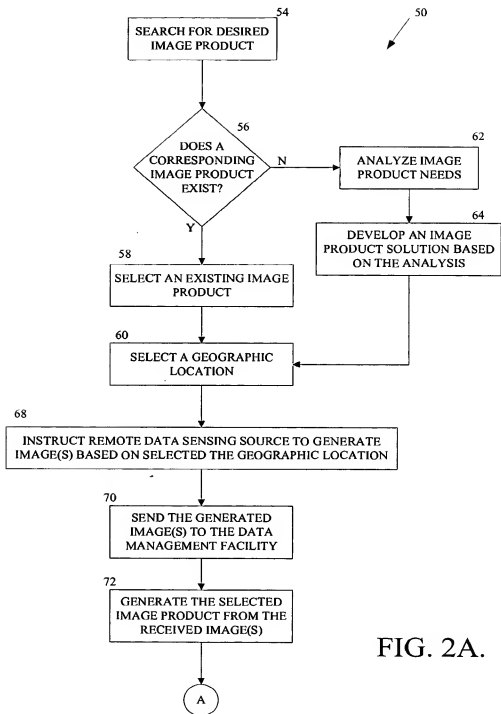 54
50
SEARCH FOR DESIRED
IMAGE PRODUCT
56
DOES A
CORRESPONDING
IMAGE PRODUCT
EXIST?
N
Y
62
ANALYZE IMAGE
PRODUCT NEEDS
64
DEVELOP AN IMAGE
PRODUCT SOLUTION BASED
ON THE ANALYSIS
58
SELECT AN EXISTING IMAGE
PRODUCT
60
SELECT A GEOGRAPHIC
LOCATION
68
INSTRUCT REMOTE DATA SENSING SOURCE TO GENERATE
IMAGE(S) BASED ON SELECTED THE GEOGRAPHIC LOCATION
70
SEND THE GENERATED
IMAGE(S) TO THE DATA
MANAGEMENT FACILITY
72
GENERATE THE SELECTED
IMAGE PRODUCT FROM THE
RECEIVED IMAGE(S)
A
FIG. 2A.